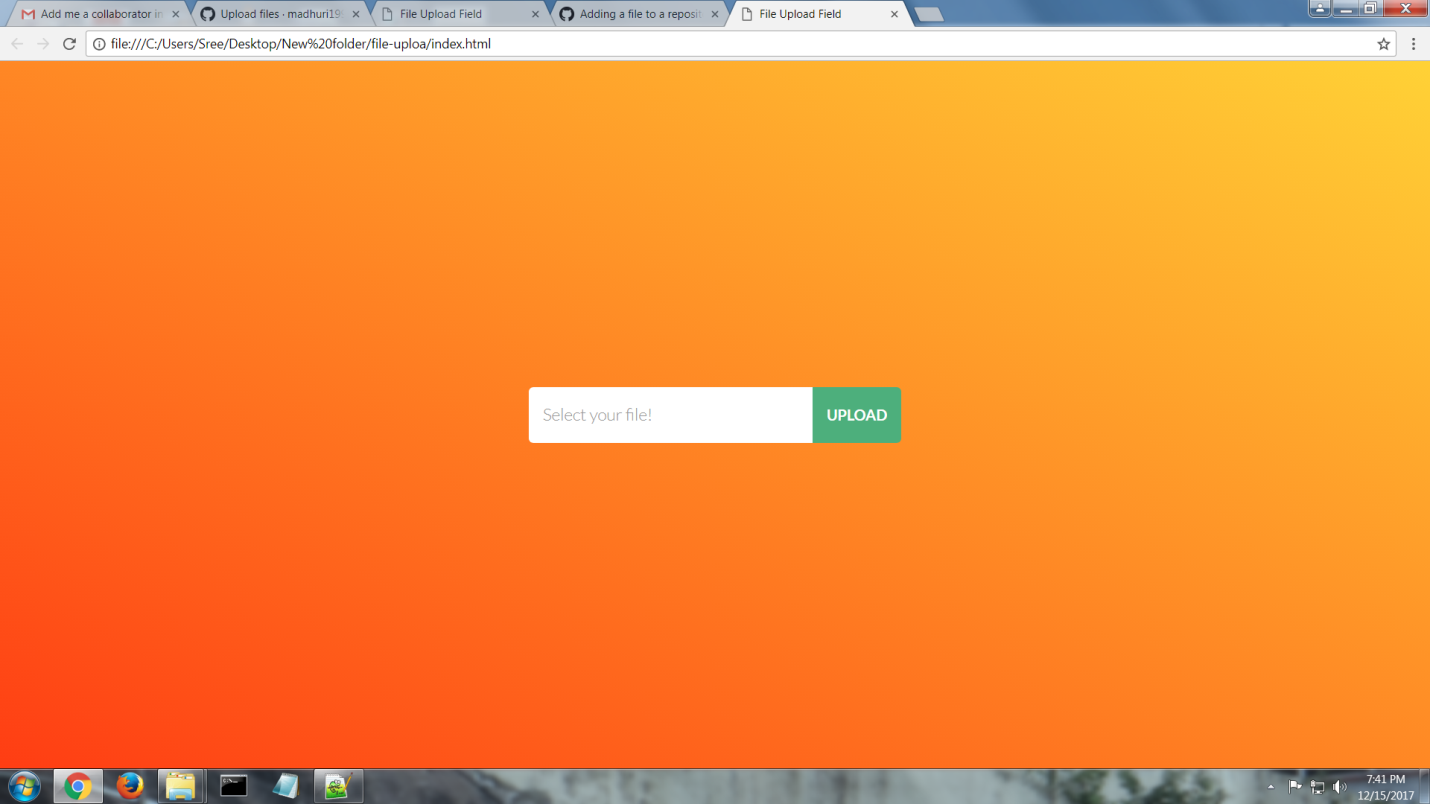 Add me a collaborator in
Upload files · madhuri19
File Upload Field
Adding a file to a reposit
File Upload Field
file:///C:/Users/Sree/Desktop/New%20folder/file-uploa/index.html
Select your file!
UPLOAD
7:41 PM
12/15/2017